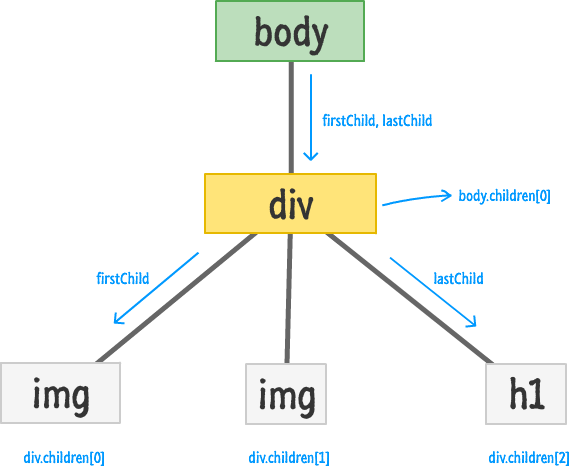 body
firstChild, lastChild
div
body.children[0]
firstChild
lastChild
img
img
h1
div.children[0]
div.children[1]
div.children[2]